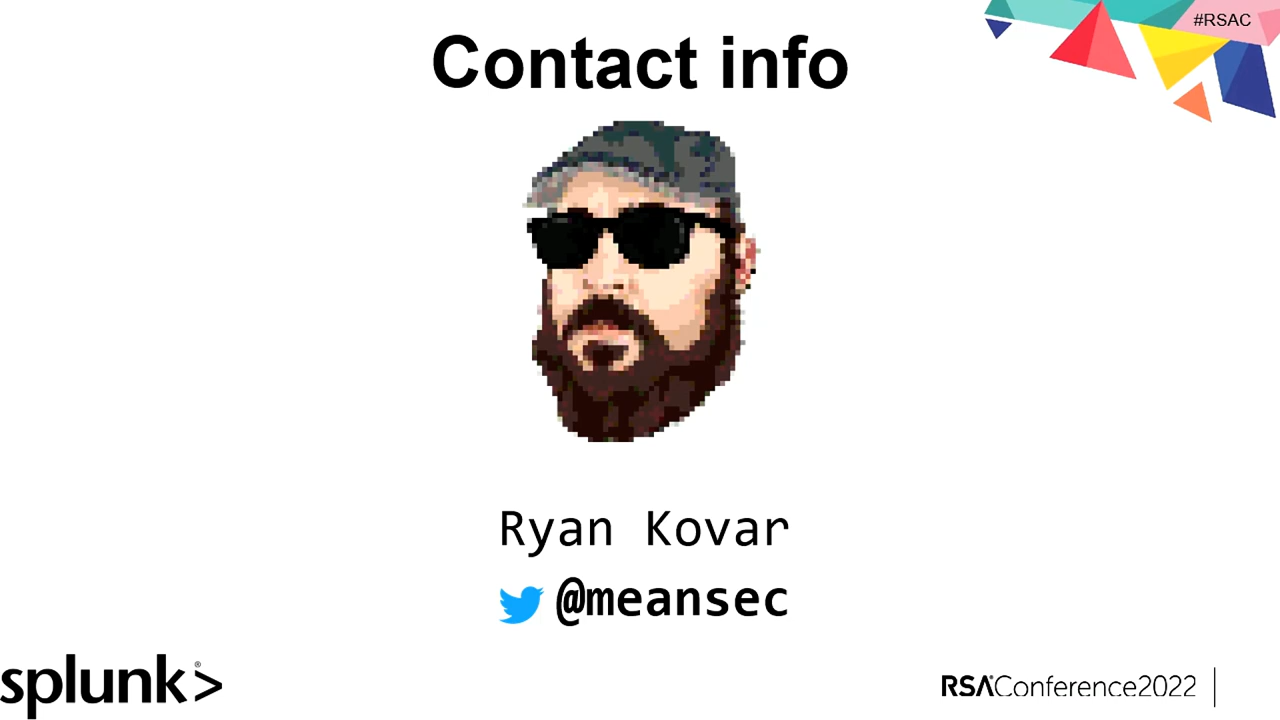 #RSAC
Contact info
Ryan Kovar
@meansec
splunk®>
RSAConference2022